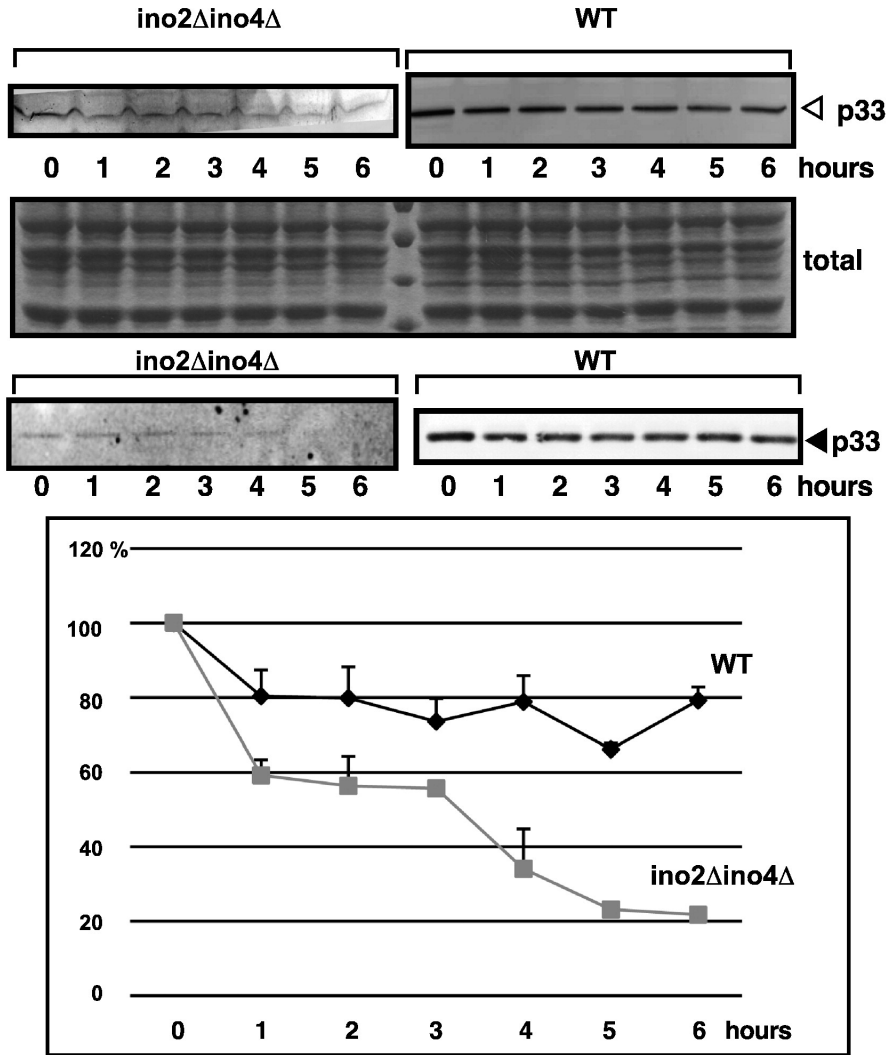 ino2Δino4Δ WT
p33
0 1 2 3 4 5 6 0 1 2 3 4 5 6 hours
total
ino2Δino4Δ WT
p33
0 1 2 3 4 5 6 0 1 2 3 4 5 6 hours
120 %
100
WT
80
60
40
ino2Δino4Δ
20
0
0 1 2 3 4 5 6 hours